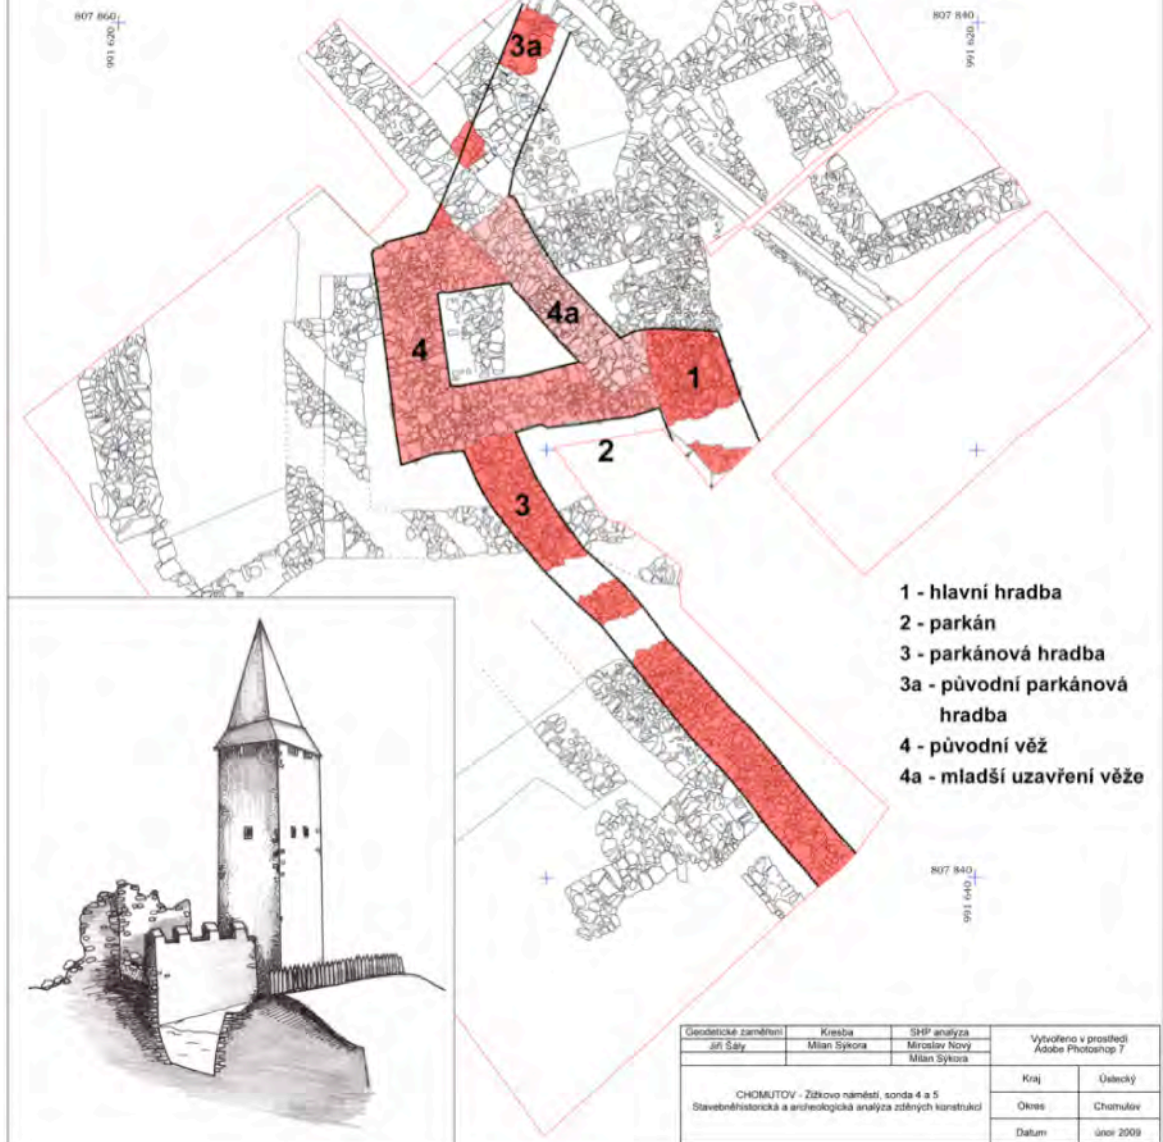 807 860
991 620
807 840
991 620
3a
4a
4
1
2
3
1 - hlavní hradba
2 - parkán
3 - parkánová hradba
3a - původní parkánová
hradba
4 - původní věž
4a - mladší uzavření věže
807 840
991 640
Geodetické zaměření
Kresba
SHP analýza
Vytvořeno v prostředí
Adobe Photoshop 7
Jiří Šály
Milan Sýkora
Miroslav Nový
Milan Sýkora
CHOMUTOV - Žižkovo náměstí, sonda 4 a 5
Stavebněhistorická a archeologická analýza zděných konstrukcí
Kraj
Ústecký
Okres
Chomutov
Datum
únor 2009